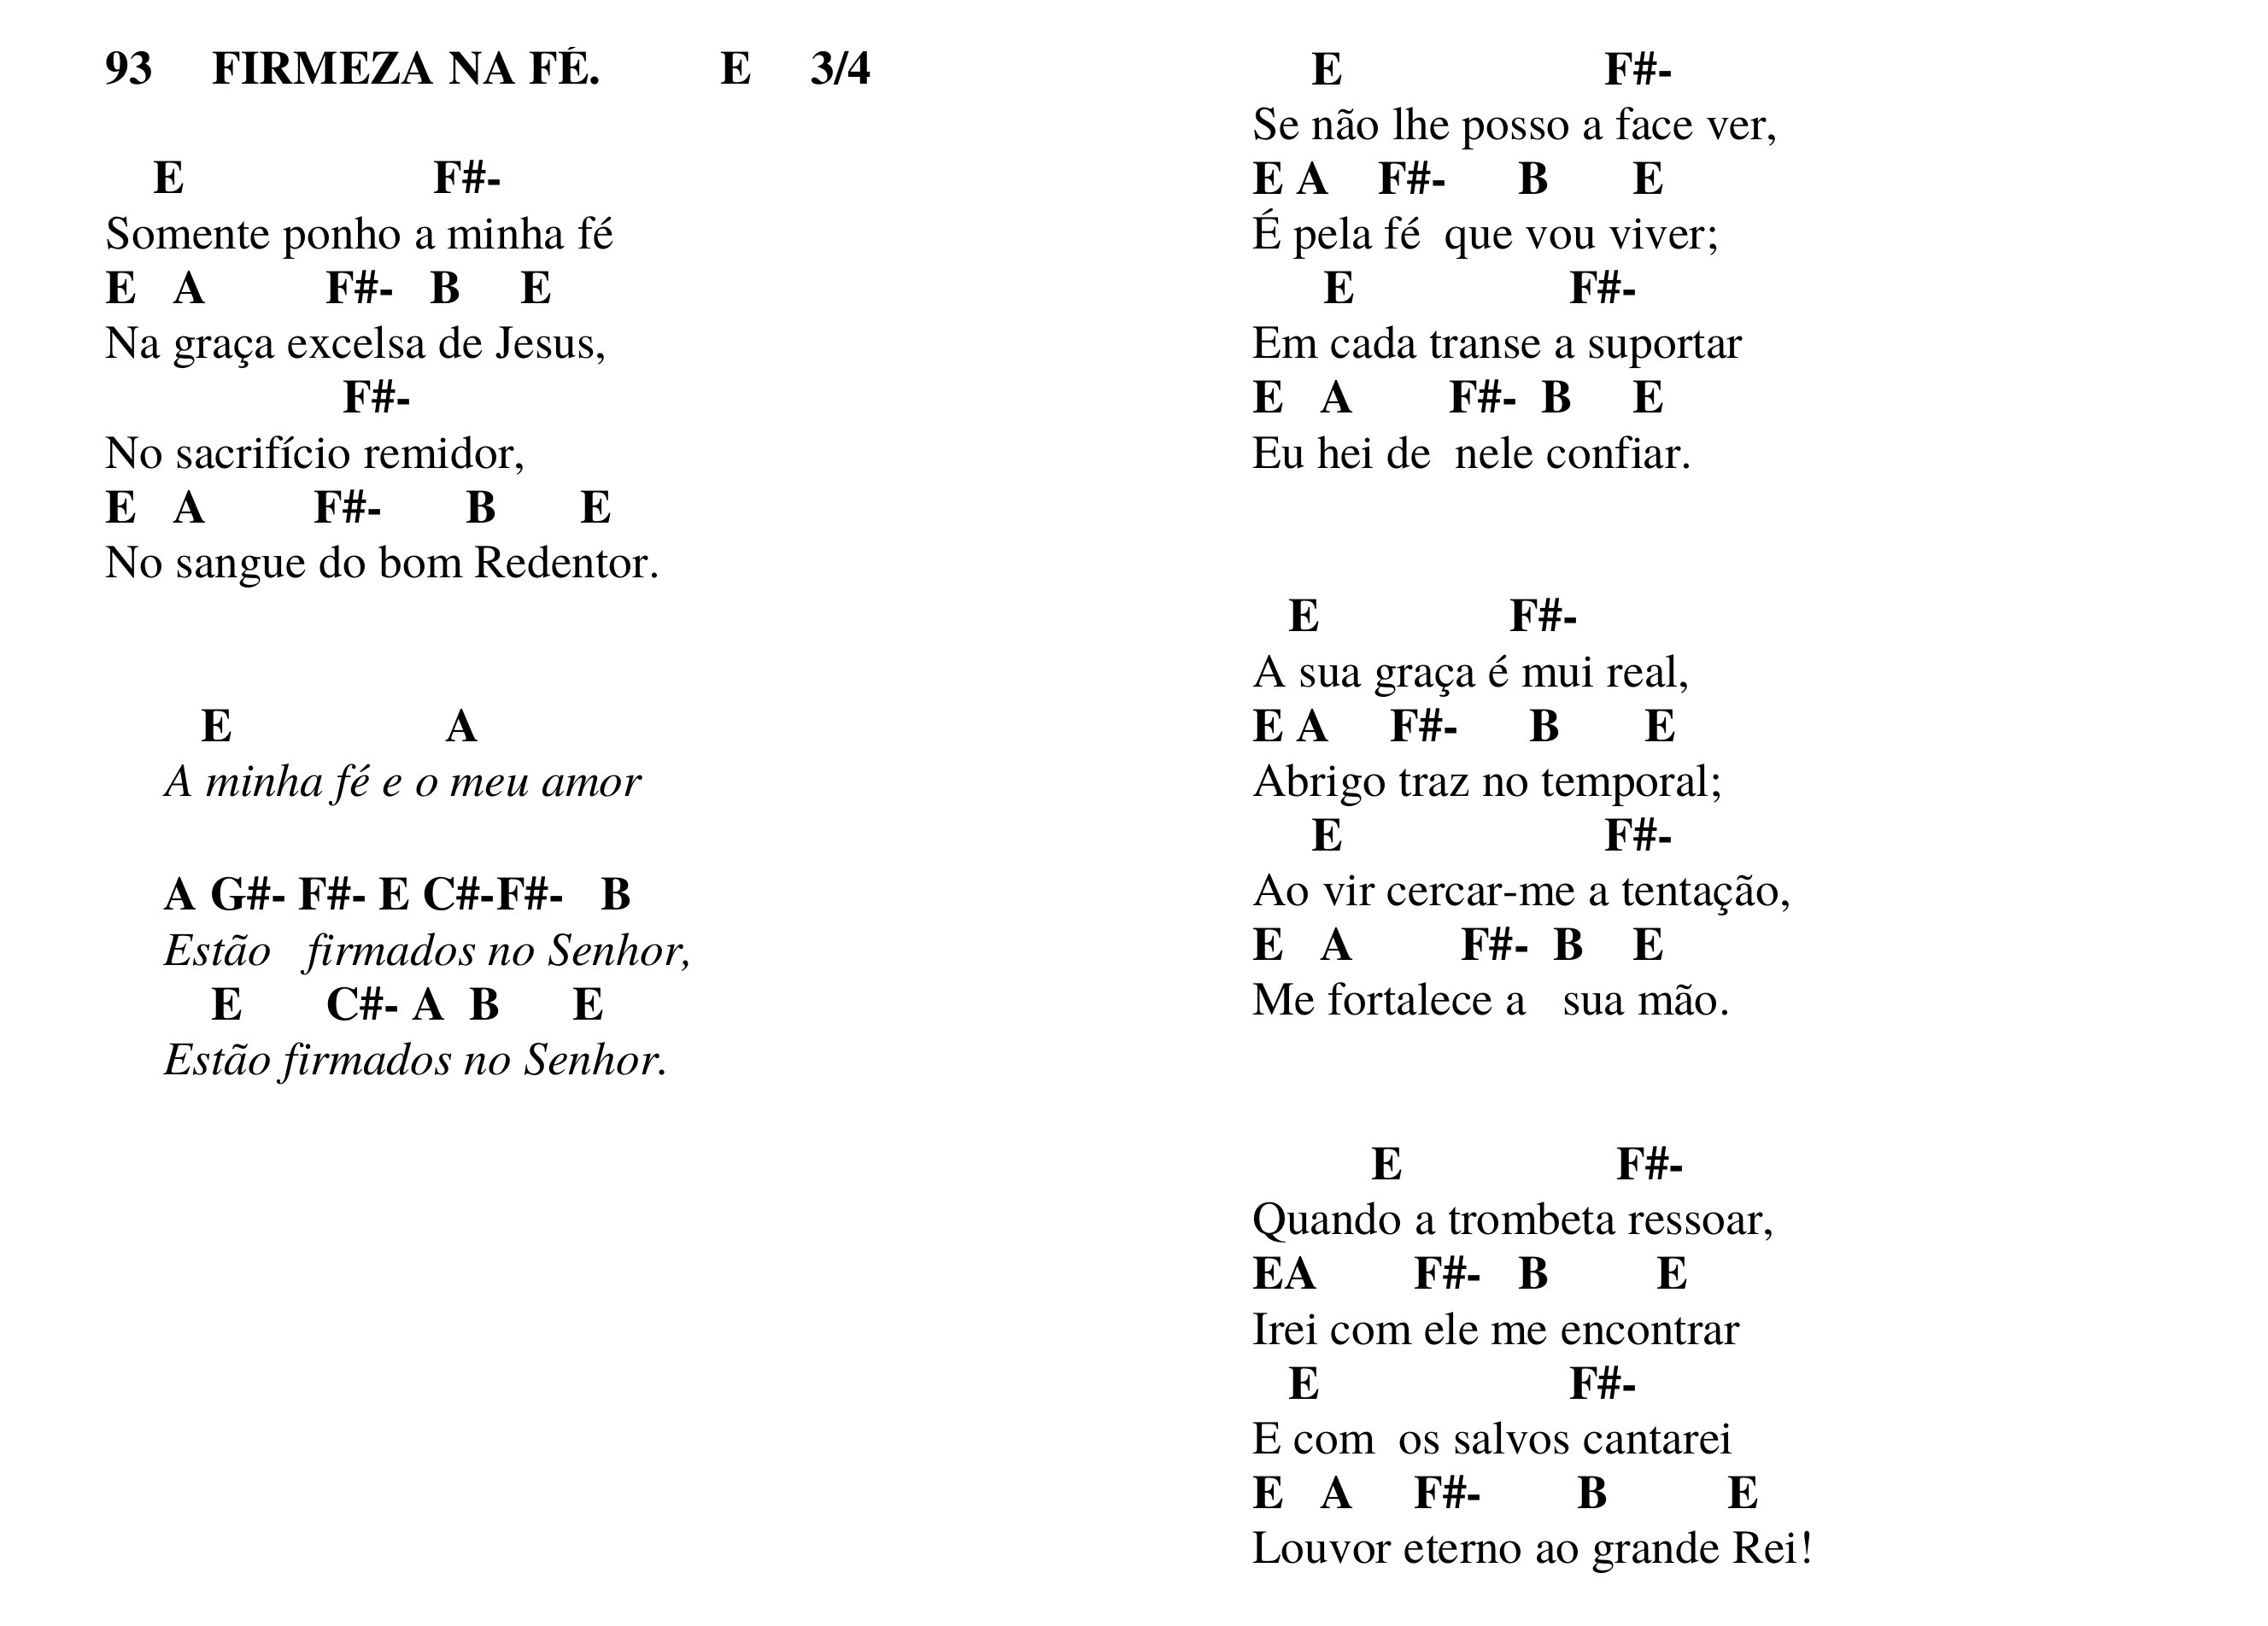 93 FIRMEZA NA FÉ. E 3/4
E F#-
Somente ponho a minha fé
E A F#- B E
Na graça excelsa de Jesus,
F#-
No sacrifício remidor,
E A F#- B E
No sangue do bom Redentor.
E A
A minha fé e o meu amor
A G#- F#- E C#-F#- B
Estão firmados no Senhor,
E C#- A B E
Estão firmados no Senhor.
E F#-
Se não lhe posso a face ver,
E A F#- B E
É pela fé que vou viver;
E F#-
Em cada transe a suportar
E A F#- B E
Eu hei de nele confiar.
E F#-
A sua graça é mui real,
E A F#- B E
Abrigo traz no temporal;
E F#-
Ao vir cercar-me a tentação,
E A F#- B E
Me fortalece a sua mão.
E F#-
Quando a trombeta ressoar,
EA F#- B E
Irei com ele me encontrar
E F#-
E com os salvos cantarei
E A F#- B E
Louvor eterno ao grande Rei!